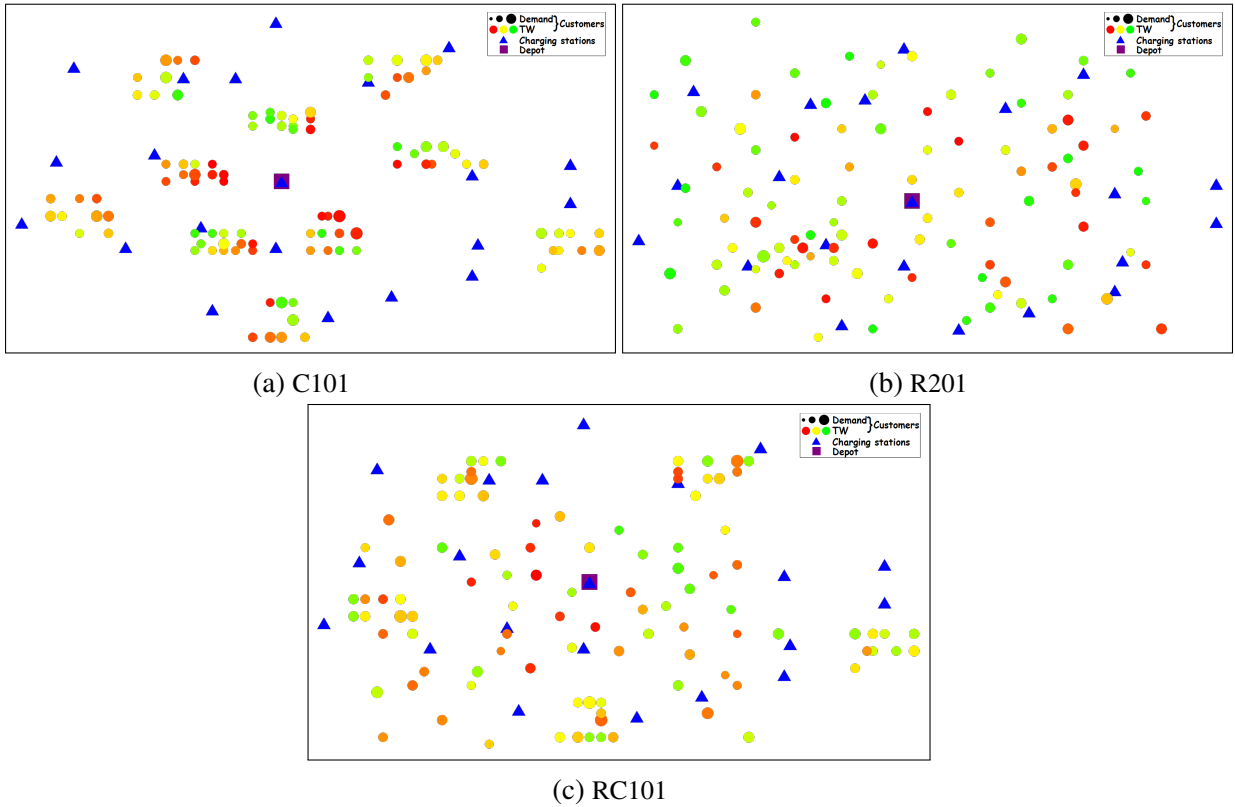 Demand
TW
Customers
Charging stations
Depot
Demand
TW
Customers
Charging stations
Depot
(a) C101
(b) R201
Demand
TW
Customers
Charging stations
Depot
(c) RC101